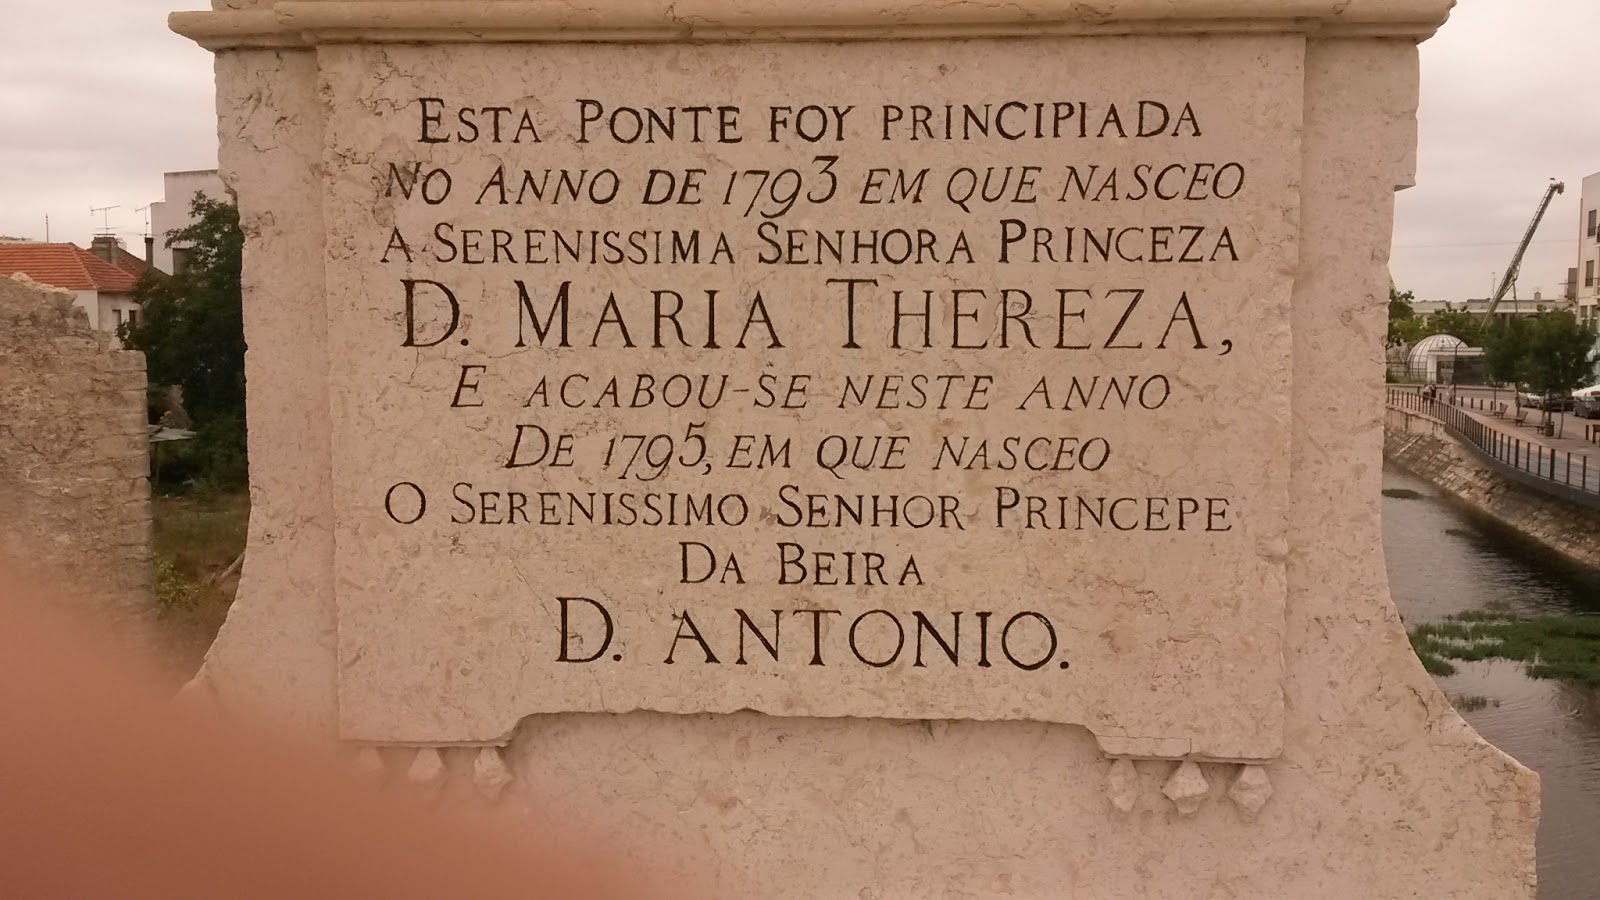 ESTA PONTE FOY PRINCIPIADA
NO ANNO DE 1793 EM QUE NASCEO
A SERENISSIMA SENHORA PRINCEZA
D. MARIA THEREZA,
E ACABOU-SE NESTE ANNO
DE 1795, EM QUE NASCEO
O SERENISSIMO SENHOR PRINCEPE
DA BEIRA
D. ANTONIO.